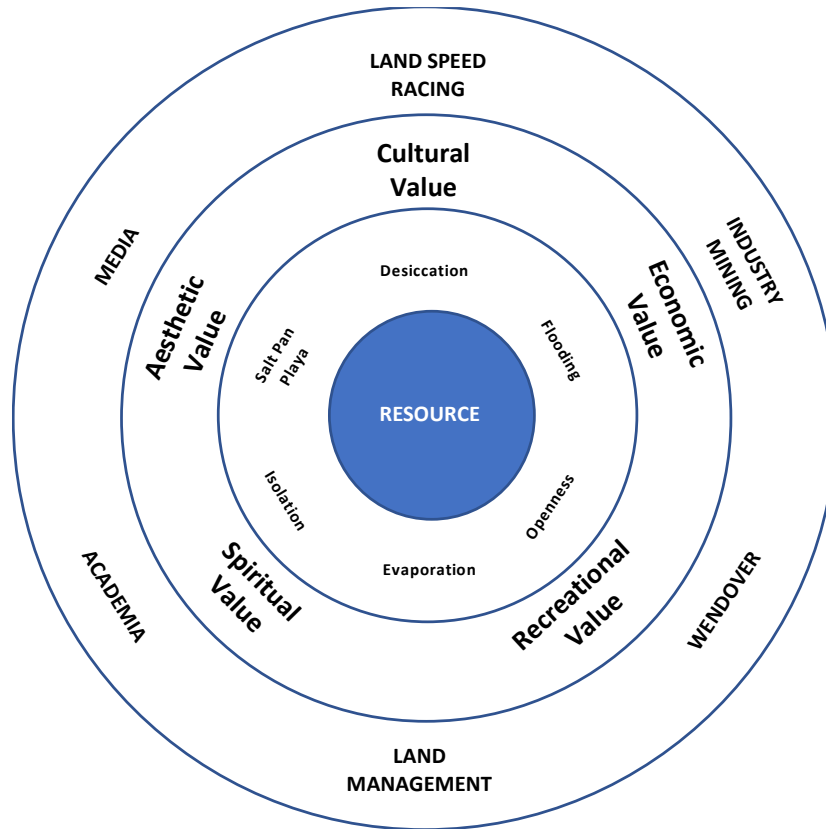 LAND SPEED
RACING
Cultural
Value
MEDIA
INDUSTRY
MINING
Aesthetic
Value
Economic
Value
Desiccation
Salt Pan
Playa
Flooding
RESOURCE
Isolation
Openness
Evaporation
Spiritual
Value
Recreational
Value
ACADEMIA
WENDOVER
LAND
MANAGEMENT